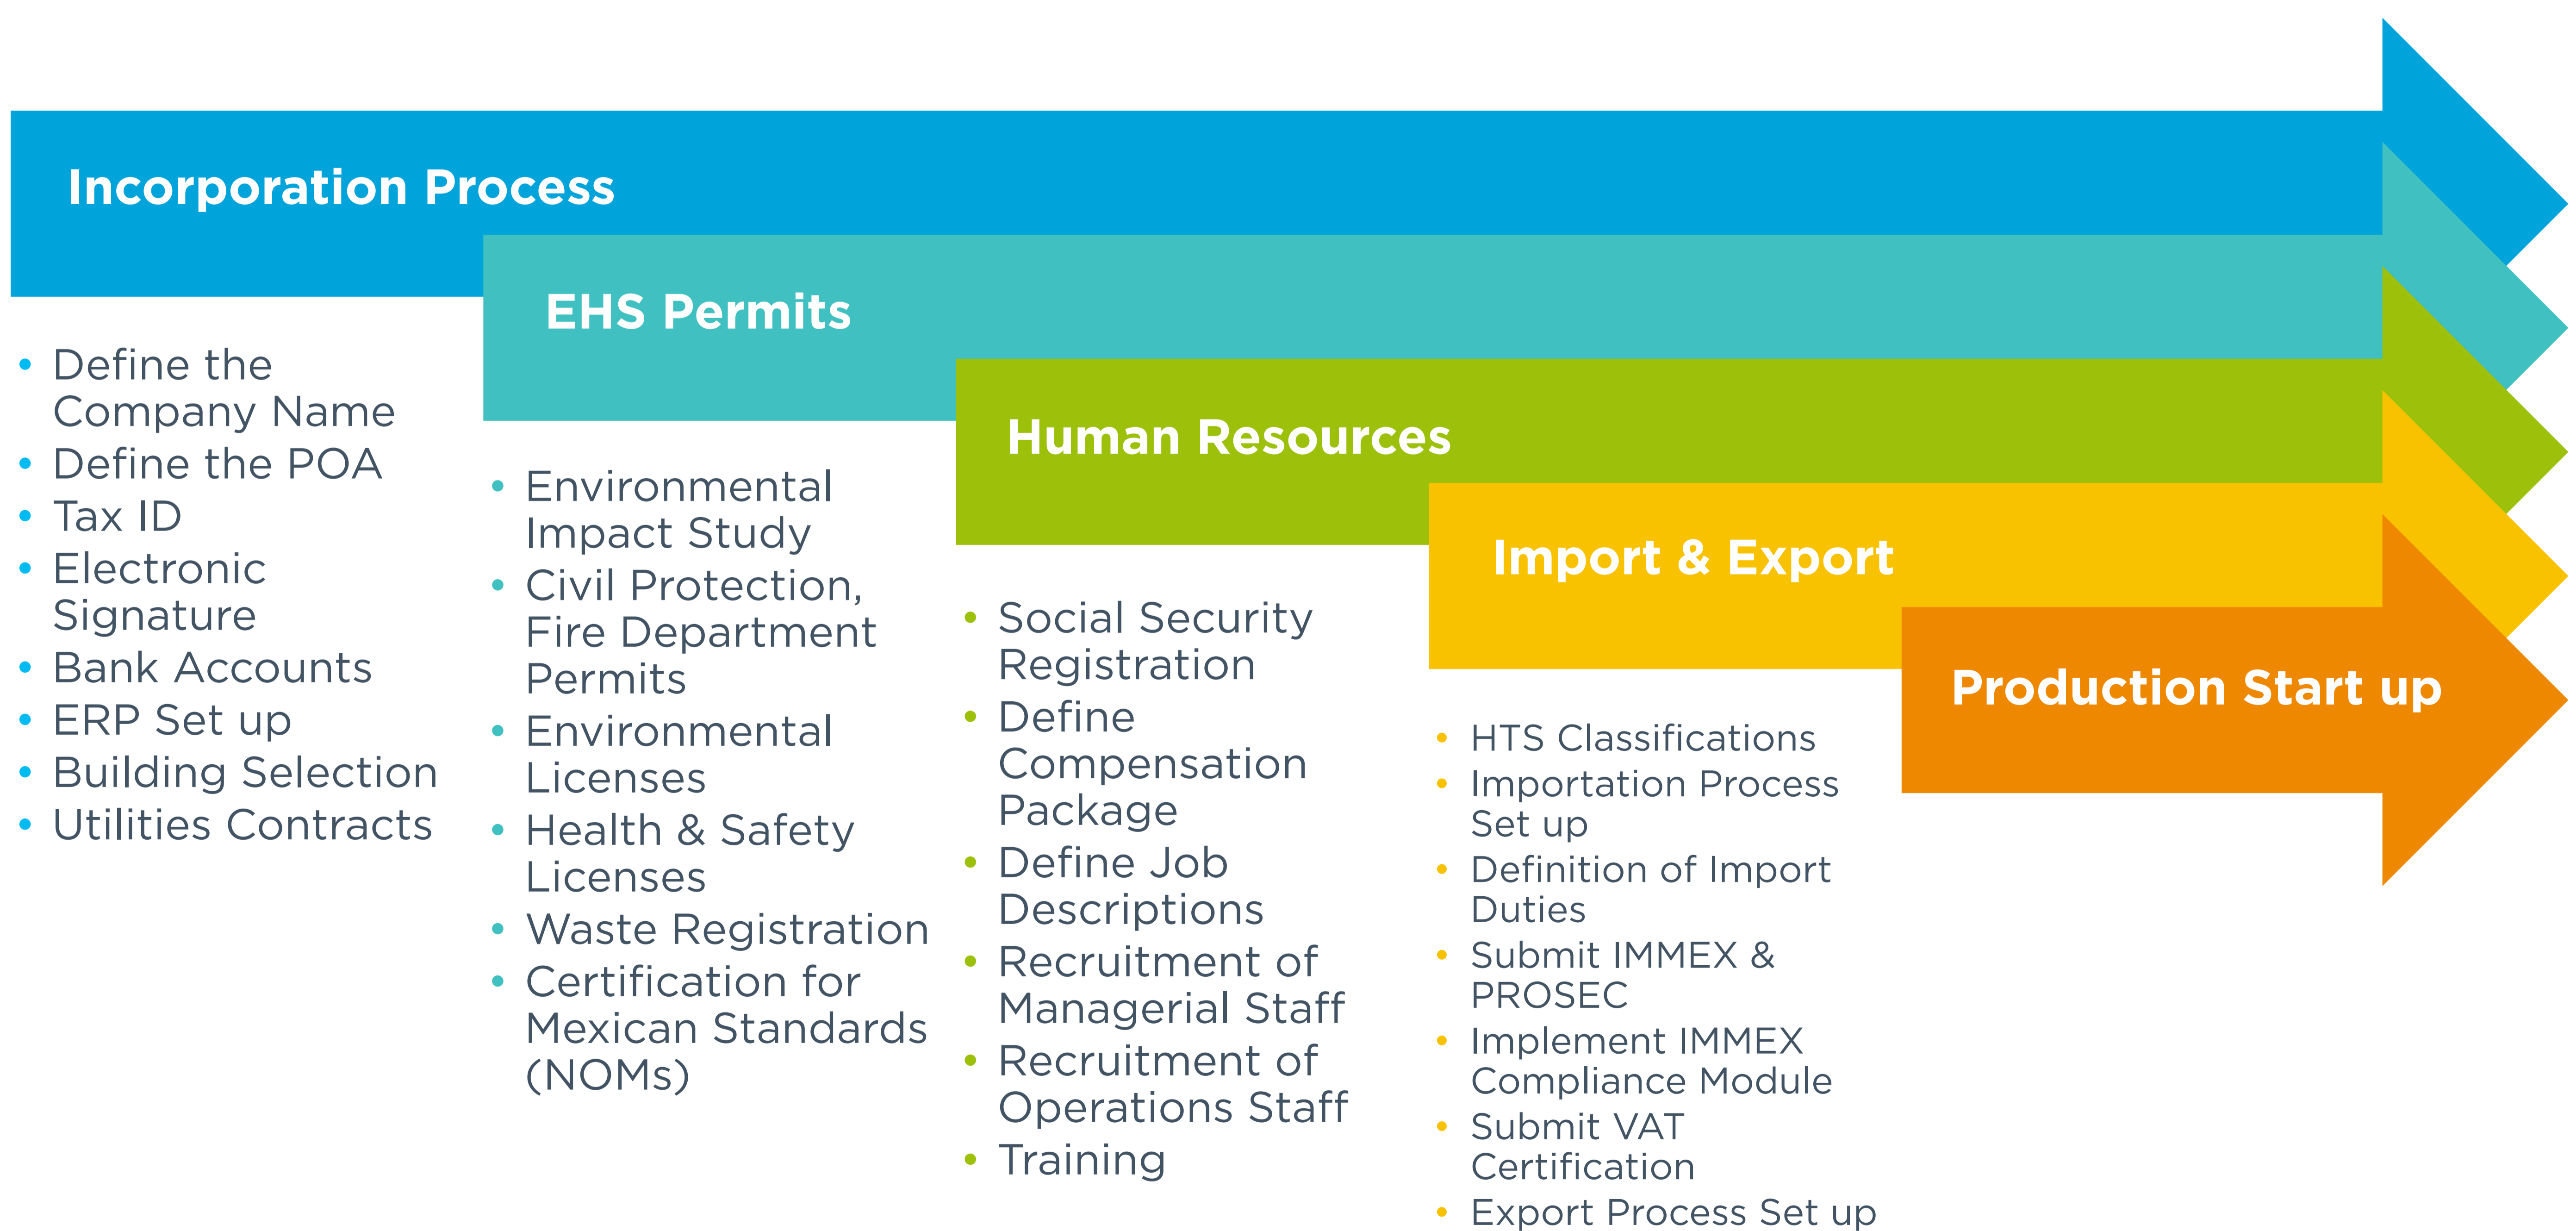 Incorporation Process
• Define the
Company Name
• Define the POA
• Tax ID
• Electronic
Signature
• Bank Accounts
• ERP Set up
• Building Selection
• Utilities Contracts
EHS Permits
• Environmental
Impact Study
• Civil Protection,
Fire Department
Permits
• Environmental
Licenses
• Health & Safety
Licenses
• Waste Registration
• Certification for
Mexican Standards
(NOMs)
Human Resources
• Social Security
Registration
• Define
Compensation
Package
• Define Job
Descriptions
• Recruitment of
Managerial Staff
• Recruitment of
Operations Staff
• Training
Import & Export
• HTS Classifications
• Importation Process
Set up
• Definition of Import
Duties
• Submit IMMEX &
PROSEC
• Implement IMMEX
Compliance Module
• Submit VAT
Certification
• Export Process Set up
Production Start up